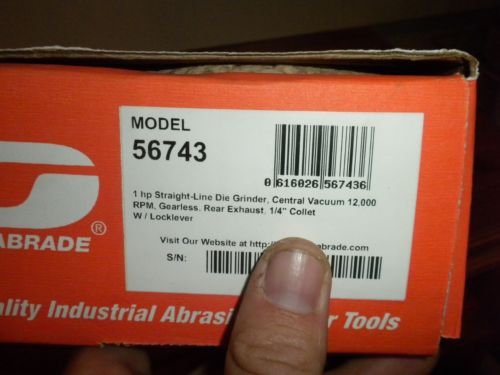 MODEL
56743
0 616026 567436
1 hp Straight-Line Die Grinder, Central Vacuum 12,000
RPM, Gearless, Rear Exhaust, 1/4" Collet
W / Locklever
Visit Our Website at http: abrade.com
S/N:
ABRADE®
ality Industrial Abrasi r Tools